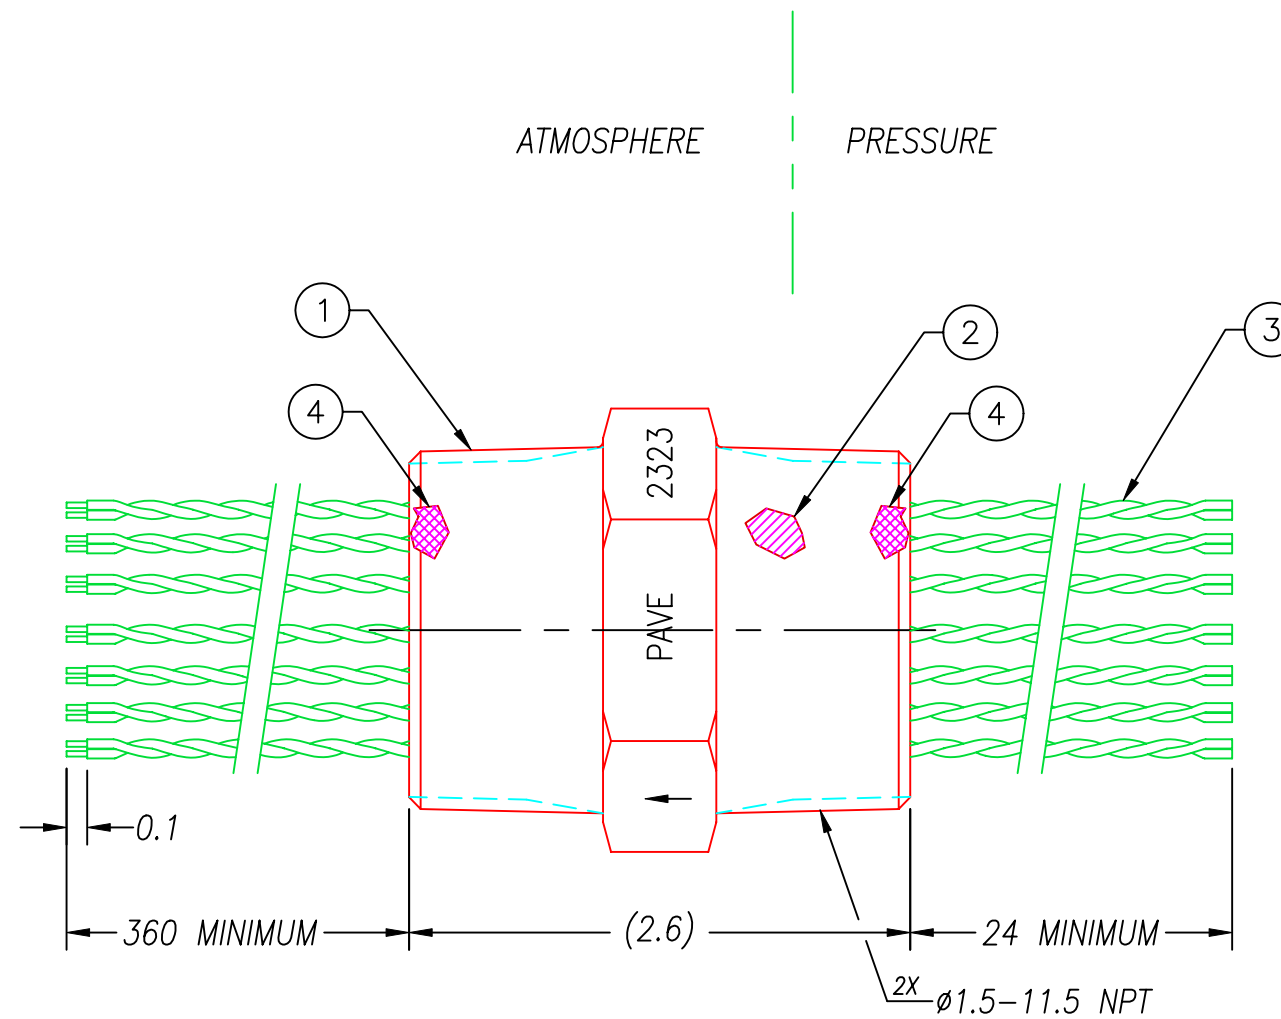 ATMOSPHERE
PRESSURE
1
2
3
4
4
2323
PAVE
0.1
360 MINIMUM
(2.6)
24 MINIMUM
2X ø1.5-11.5 NPT